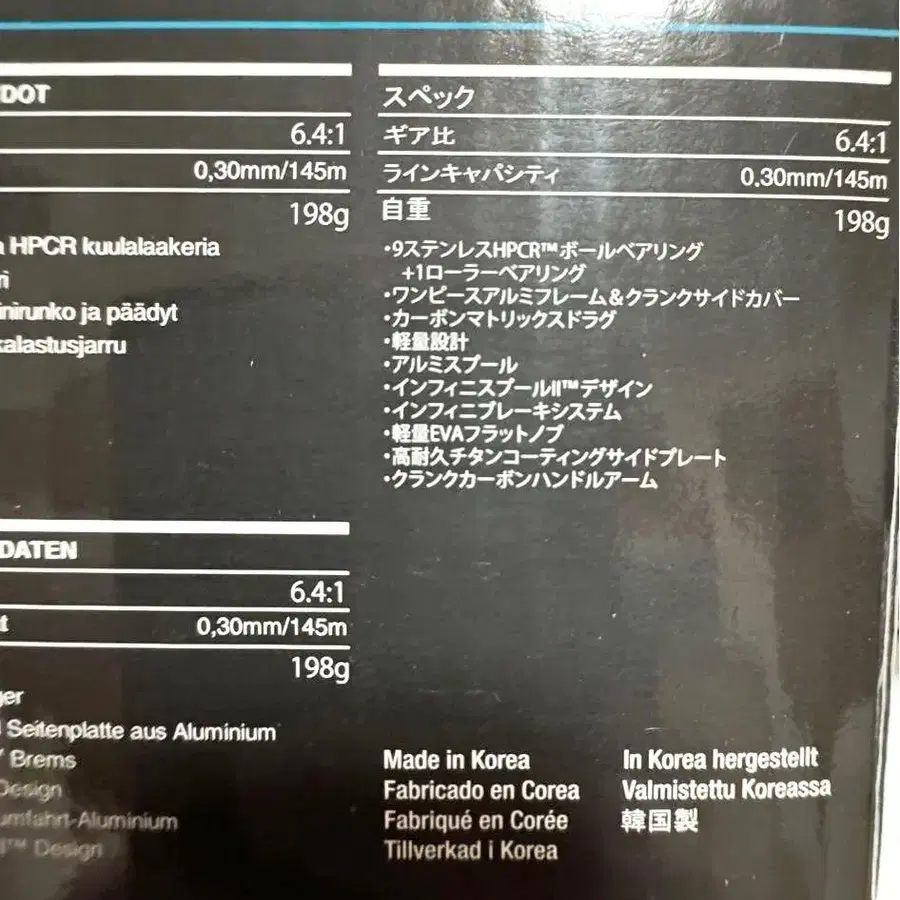 DOT
6.4:1
0,30mm/145m
198g
HPCR kuulalaakeria
ri
nirunko ja päädyt
kalastusjarru
スペック
ギア比 6.4:1
ラインキャパシティ 0.30mm/145m
自重 198g
・9ステンレスHPCR™ボールベアリング
+1ローラーベアリング
・ワンピースアルミフレーム&クランクサイドカバー
・カーボンマトリックスドラグ
・軽量設計
・アルミスプール
・インフィニスプールII™デザイン
・インフィニブレーキシステム
・軽量EVAフラットノブ
・高耐久チタンコーティングサイドプレート
・クランクカーボンハンドルアーム
DATEN
6.4:1
t 0,30mm/145m
198g
ger
Seitenplatte aus Aluminium
Brems
Design
umfahrt-Aluminium
™ Design
Made in Korea
Fabricado en Corea
Fabriqué en Corée
Tillverkad i Korea
In Korea hergestellt
Valmistettu Koreassa
韓国製